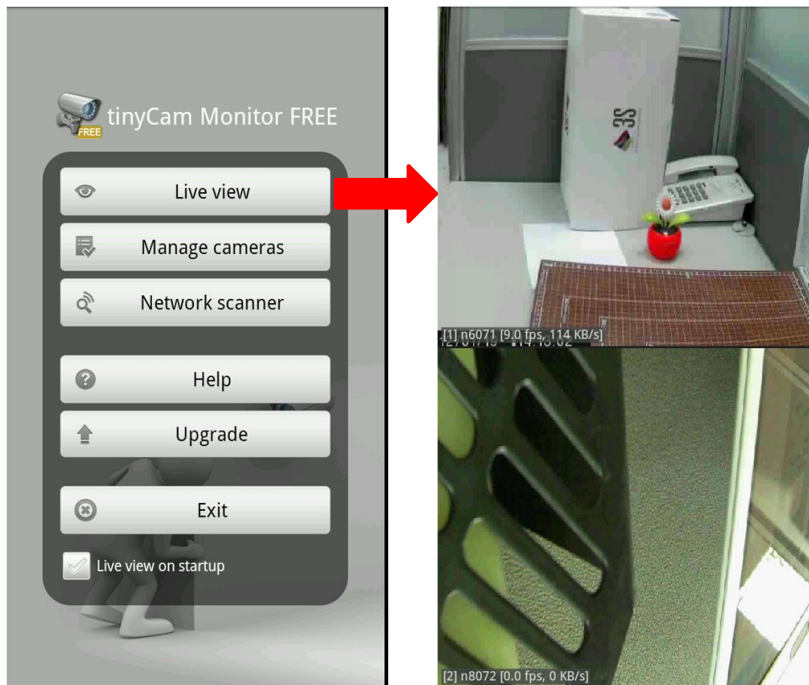 tinyCam Monitor FREE
FREE
Live view
Manage cameras
Network scanner
Help
Upgrade
Exit
Live view on startup
3S
[1] n6071 [9.0 fps, 114 KB/s]
[2] n8072 [0.0 fps, 0 KB/s]